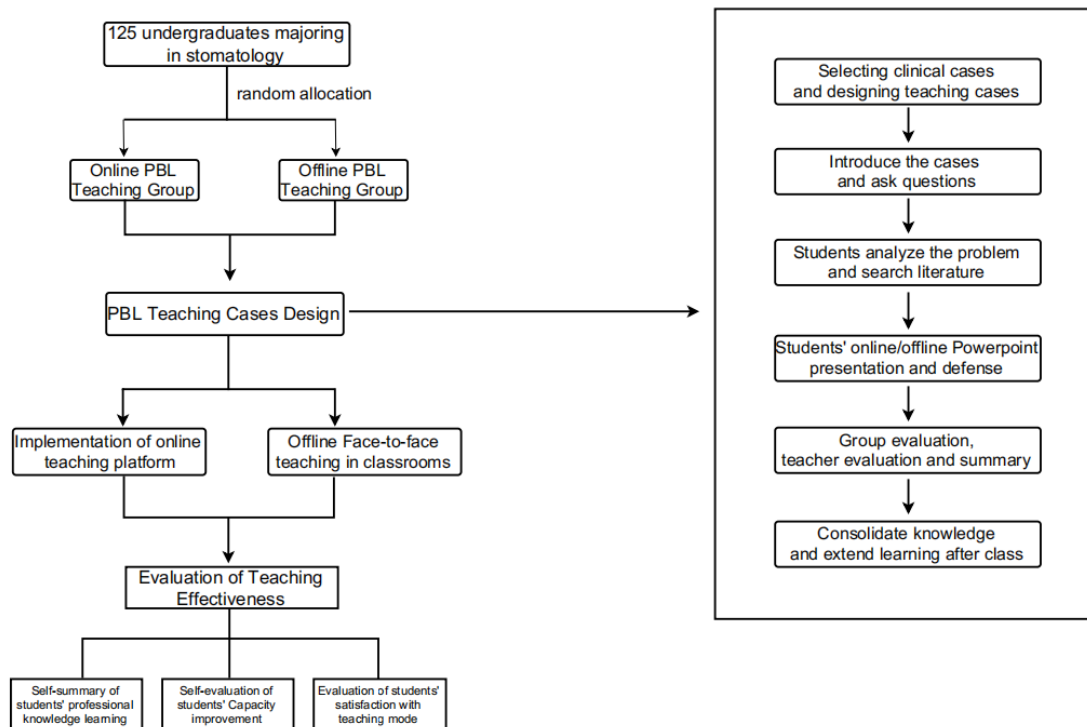 125 undergraduates majoring
in stomatology
random allocation
Online PBL
Teaching Group
Offline PBL
Teaching Group
PBL Teaching Cases Design
Implementation of online
teaching platform
Offline Face-to-face
teaching in classrooms
Evaluation of Teaching
Effectiveness
Self-summary of
students' professional
knowledge learning
Self-evaluation of
students' Capacity
improvement
Evaluation of students'
satisfaction with
teaching mode
Selecting clinical cases
and designing teaching cases
Introduce the cases
and ask questions
Students analyze the problem
and search literature
Students' online/offline Powerpoint
presentation and defense
Group evaluation,
teacher evaluation and summary
Consolidate knowledge
and extend learning after class